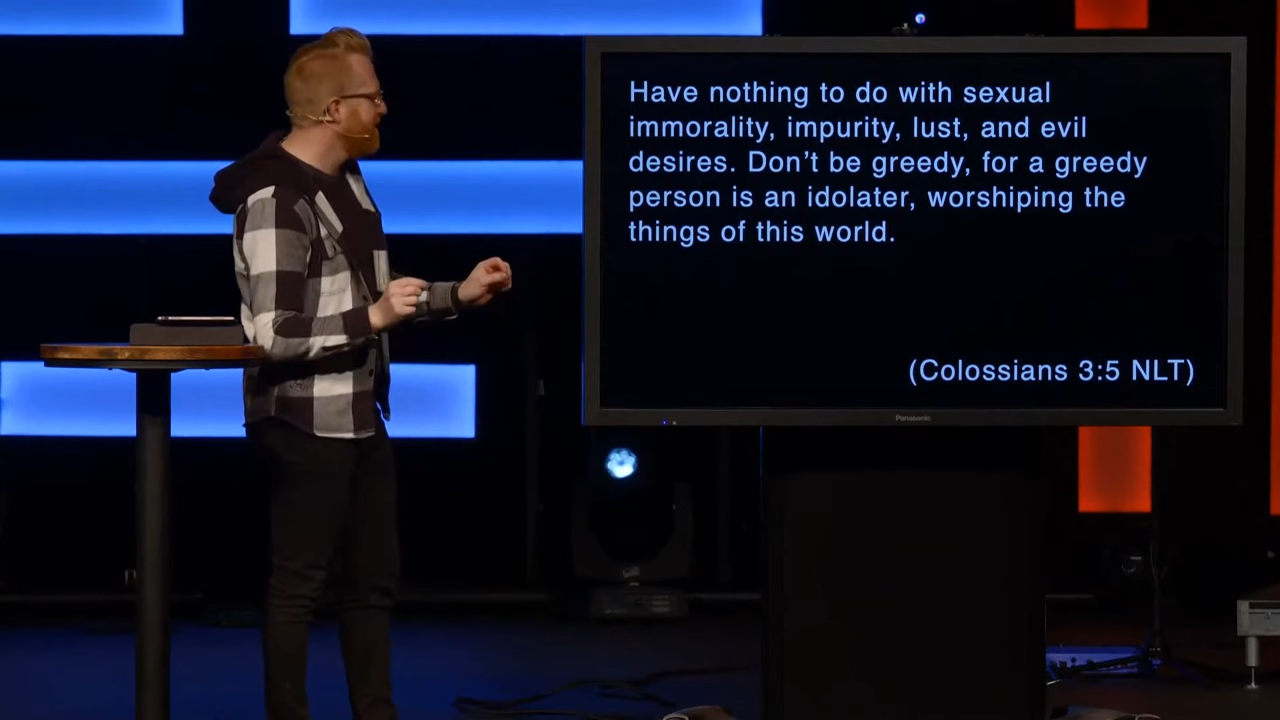 Have nothing to do with sexual
immorality, impurity, lust, and evil
desires. Don't be greedy, for a greedy
person is an idolater, worshiping the
things of this world.
(Colossians 3:5 NLT)
Panasonic